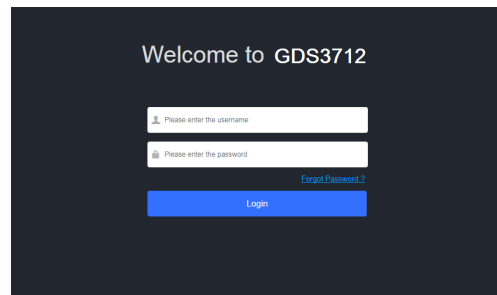 Welcome to GDS3712
Please enter the username
Please enter the password
Forgot Password ?
Login